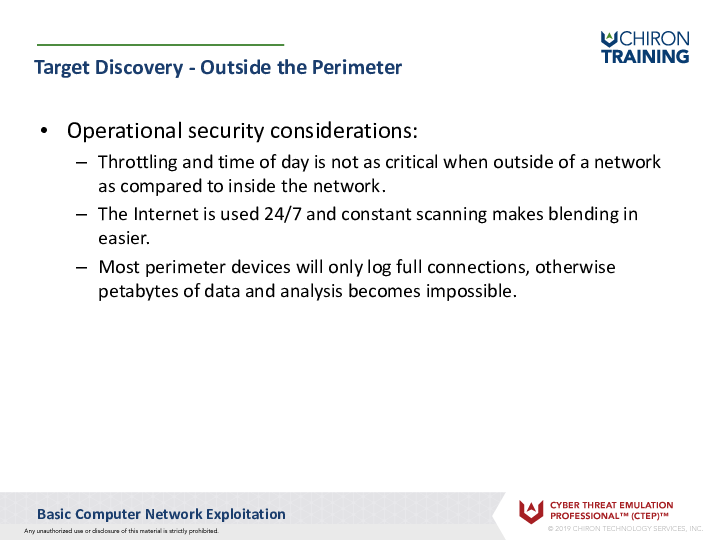 CHIRON
TRAINING
Target Discovery - Outside the Perimeter
• Operational security considerations:
– Throttling and time of day is not as critical when outside of a network
as compared to inside the network.
– The Internet is used 24/7 and constant scanning makes blending in
easier.
– Most perimeter devices will only log full connections, otherwise
petabytes of data and analysis becomes impossible.
Basic Computer Network Exploitation
Any unauthorized use or disclosure of this material is strictly prohibited.
CYBER THREAT EMULATION
PROFESSIONAL™ (CTEP)™
© 2019 CHIRON TECHNOLOGY SERVICES, INC.